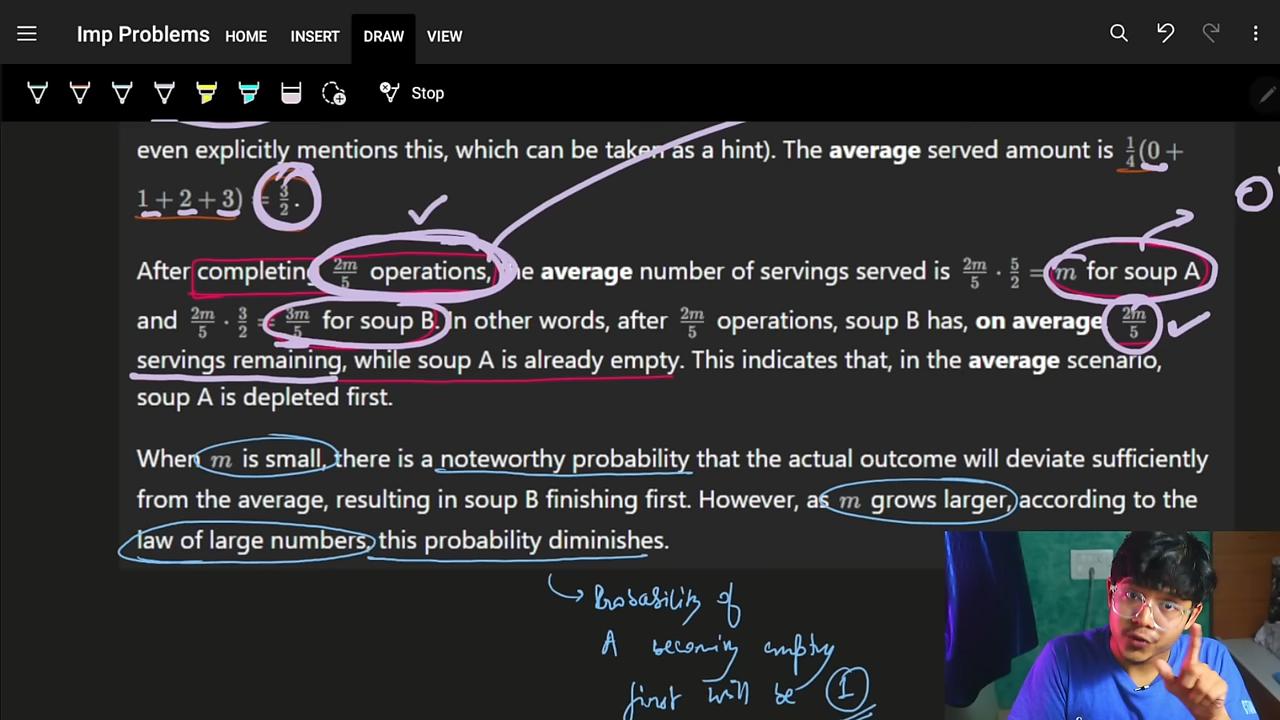 Imp Problems HOME INSERT DRAW VIEW
Stop
even explicitly mentions this, which can be taken as a hint). The average served amount is 1/4(0 +
1 + 2 + 3) = 3/2.
After completing 2m/5 operations, the average number of servings served is 2m/5 · 5/2 = m for soup A
and 2m/5 · 3/2 = 3m/5 for soup B. In other words, after 2m/5 operations, soup B has, on average 2m/5
servings remaining, while soup A is already empty. This indicates that, in the average scenario,
soup A is depleted first.
When m is small, there is a noteworthy probability that the actual outcome will deviate sufficiently
from the average, resulting in soup B finishing first. However, as m grows larger, according to the
law of large numbers, this probability diminishes.
Probability of
A becoming empty
first will be 1